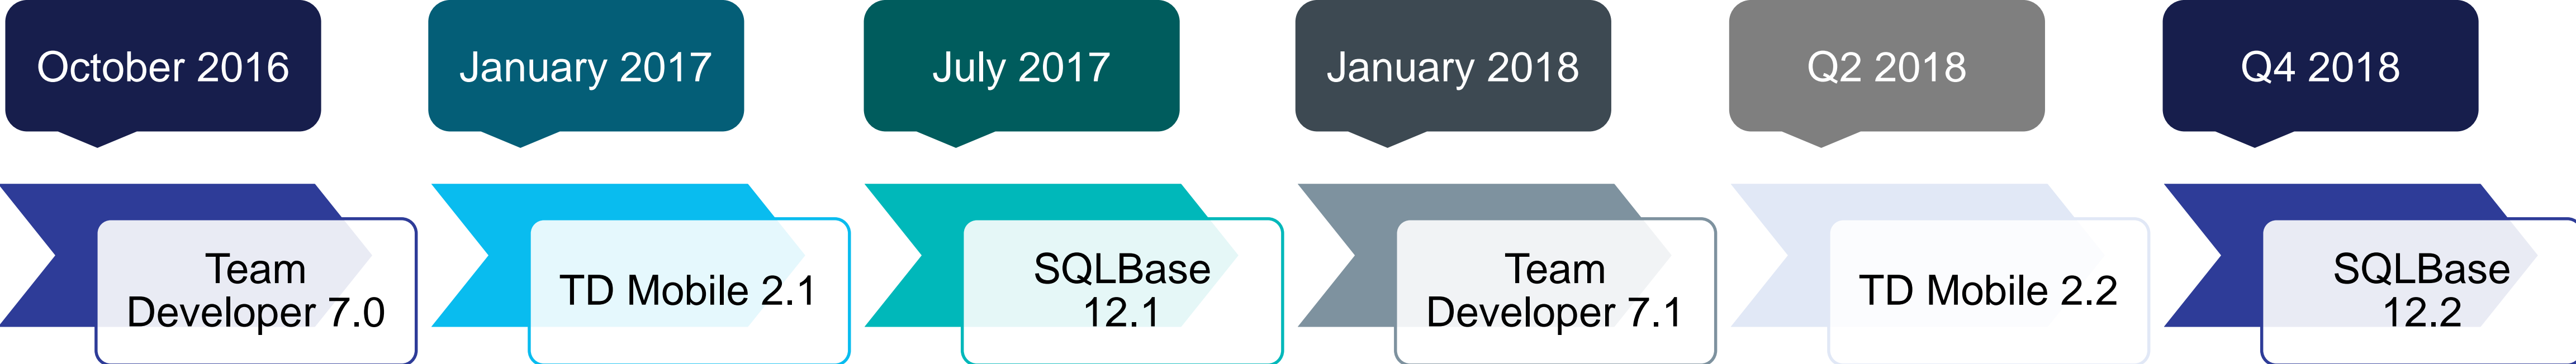 October 2016
January 2017
July 2017
January 2018
Q2 2018
Q4 2018
Team
Developer 7.0
TD Mobile 2.1
SQLBase
12.1
Team
Developer 7.1
TD Mobile 2.2
SQLBase
12.2